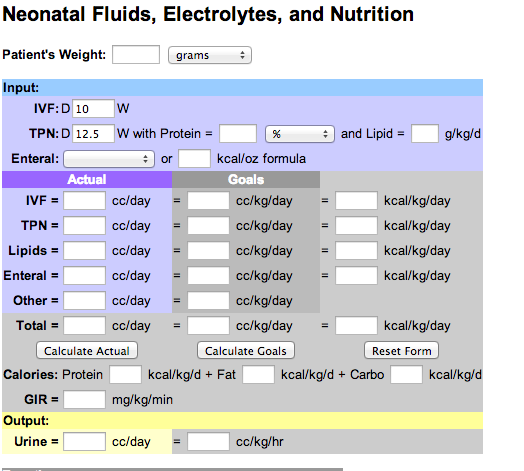 Neonatal Fluids, Electrolytes, and Nutrition
Patient's Weight: grams
Input:
IVF: D 10 W
TPN: D 12.5 W with Protein = % and Lipid = g/kg/d
Enteral: or kcal/oz formula
Actual Goals
IVF = cc/day = cc/kg/day = kcal/kg/day
TPN = cc/day = cc/kg/day = kcal/kg/day
Lipids = cc/day = cc/kg/day = kcal/kg/day
Enteral = cc/day = cc/kg/day = kcal/kg/day
Other = cc/day = cc/kg/day
Total = cc/day = cc/kg/day = kcal/kg/day
Calculate Actual Calculate Goals Reset Form
Calories: Protein kcal/kg/d + Fat kcal/kg/d + Carbo kcal/kg/d
GIR = mg/kg/min
Output:
Urine = cc/day = cc/kg/hr